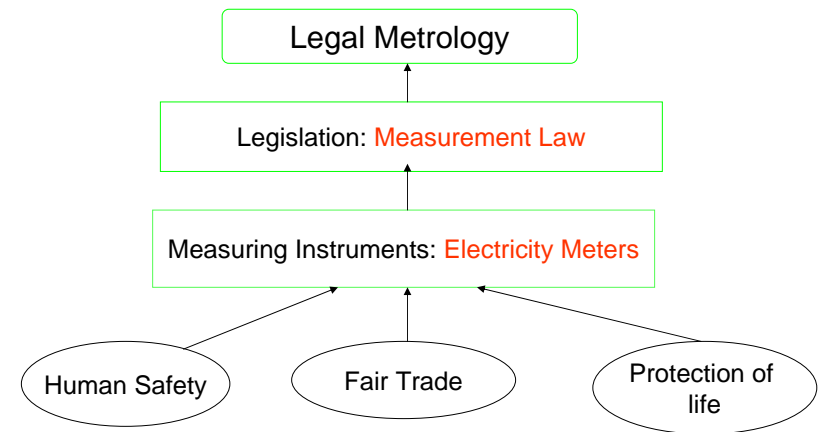 Legal Metrology
Legislation: Measurement Law
Measuring Instruments: Electricity Meters
Human Safety
Fair Trade
Protection of
life